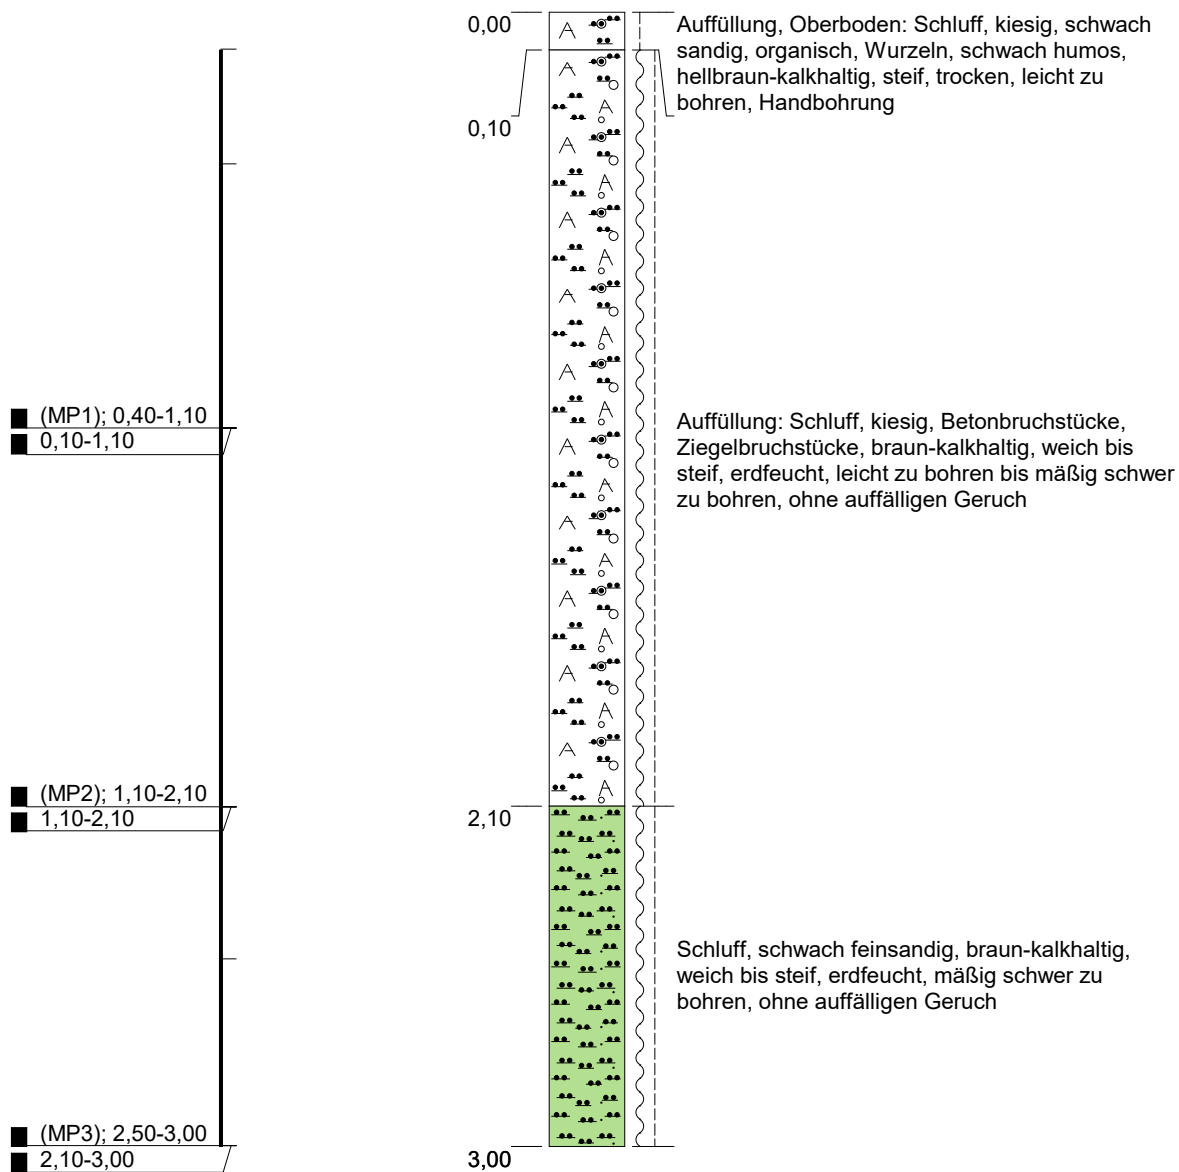 0,00
Auffüllung, Oberboden: Schluff, kiesig, schwach
sandig, organisch, Wurzeln, schwach humos,
hellbraun-kalkhaltig, steif, trocken, leicht zu
bohren, Handbohrung
0,10
(MP1); 0,40-1,10
0,10-1,10
Auffüllung: Schluff, kiesig, Betonbruchstücke,
Ziegelbruchstücke, braun-kalkhaltig, weich bis
steif, erdfeucht, leicht zu bohren bis mäßig schwer
zu bohren, ohne auffälligen Geruch
(MP2); 1,10-2,10
1,10-2,10
2,10
Schluff, schwach feinsandig, braun-kalkhaltig,
weich bis steif, erdfeucht, mäßig schwer zu
bohren, ohne auffälligen Geruch
(MP3); 2,50-3,00
2,10-3,00
3,00